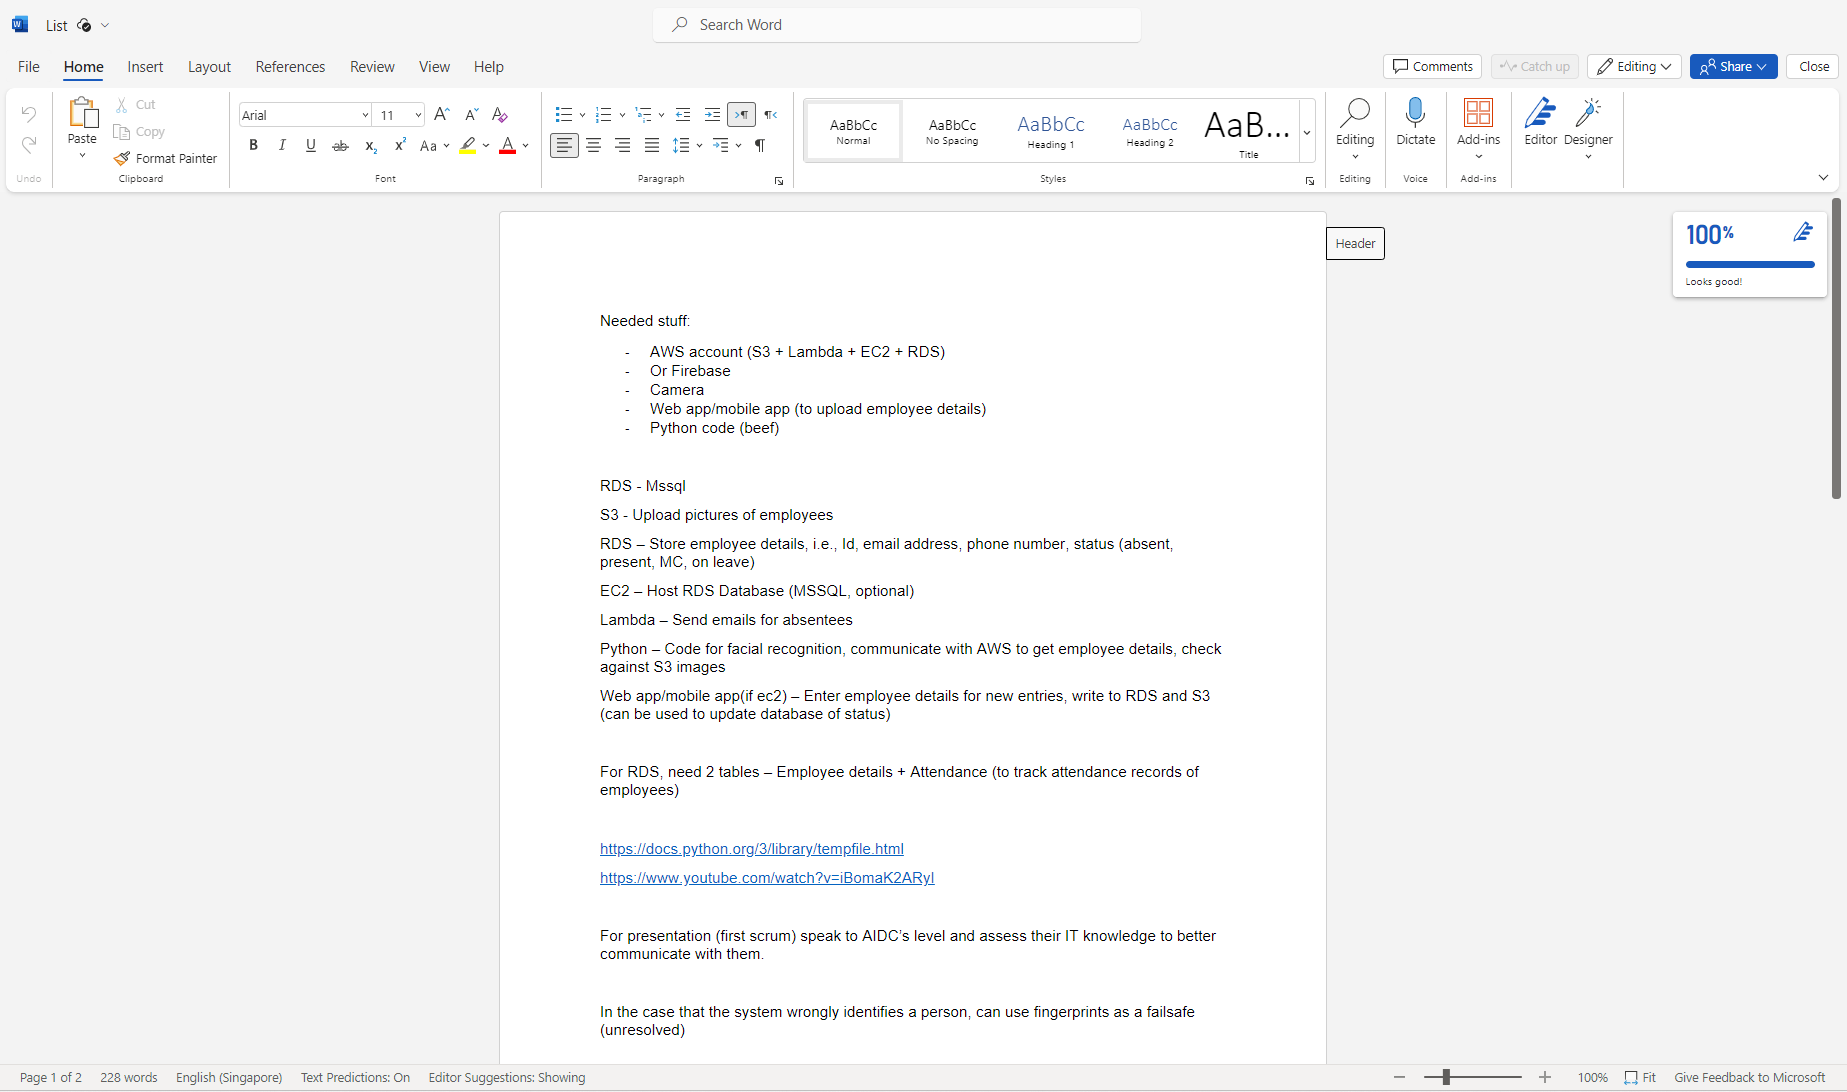 List
Search Word
File Home Insert Layout References Review View Help
Comments Catch up Editing Share Close
Paste
Cut
Copy
Format Painter
Arial 11
B I U ab x₂ x² Aa A
AaBbCc Normal
AaBbCc No Spacing
AaBbCc Heading 1
AaBbCc Heading 2
AaB... Title
Editing
Dictate
Add-ins
Editor
Designer
Undo Clipboard Font Paragraph Styles Editing Voice Add-ins
Header
100%
Looks good!
Needed stuff:
- AWS account (S3 + Lambda + EC2 + RDS)
- Or Firebase
- Camera
- Web app/mobile app (to upload employee details)
- Python code (beef)
RDS - Mssql
S3 - Upload pictures of employees
RDS – Store employee details, i.e., Id, email address, phone number, status (absent,
present, MC, on leave)
EC2 – Host RDS Database (MSSQL, optional)
Lambda – Send emails for absentees
Python – Code for facial recognition, communicate with AWS to get employee details, check
against S3 images
Web app/mobile app(if ec2) – Enter employee details for new entries, write to RDS and S3
(can be used to update database of status)
For RDS, need 2 tables – Employee details + Attendance (to track attendance records of
employees)
https://docs.python.org/3/library/tempfile.html
https://www.youtube.com/watch?v=iBomaK2ARyI
For presentation (first scrum) speak to AIDC’s level and assess their IT knowledge to better
communicate with them.
In the case that the system wrongly identifies a person, can use fingerprints as a failsafe
(unresolved)
Page 1 of 2 228 words English (Singapore) Text Predictions: On Editor Suggestions: Showing
100% Fit Give Feedback to Microsoft